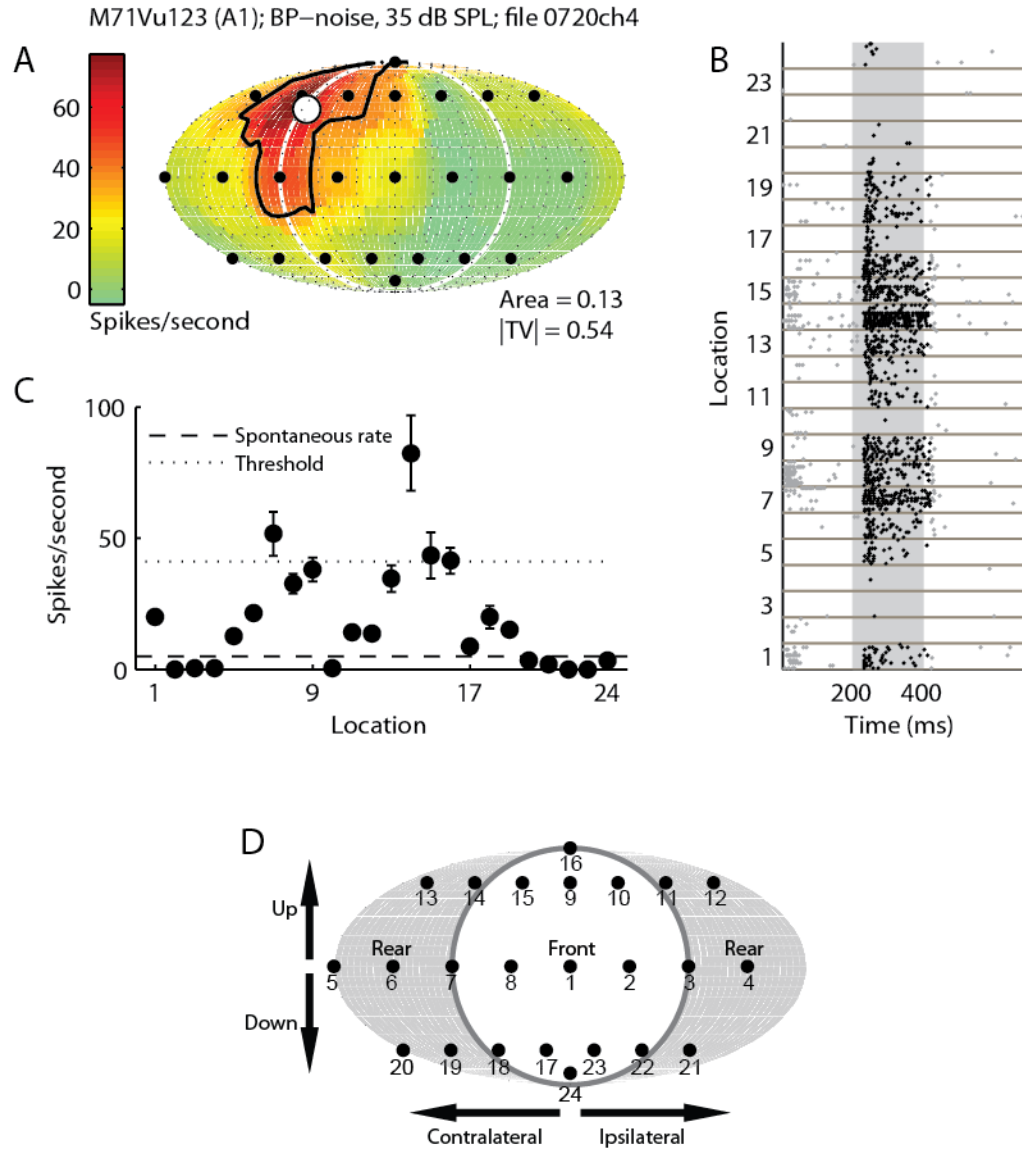 M71Vu123 (A1); BP−noise, 35 dB SPL; file 0720ch4
A
60
40
20
0
Spikes/second
Area = 0.13
|TV| = 0.54
B
23
21
19
17
15
13
11
9
7
5
3
1
Location
200 400
Time (ms)
C
100
50
0
Spikes/second
Spontaneous rate
Threshold
1 9 17 24
Location
D
Up
Down
16
13 14 15 9 10 11 12
Rear Front Rear
5 6 7 8 1 2 3 4
20 19 18 17 23 22 21
24
Contralateral Ipsilateral